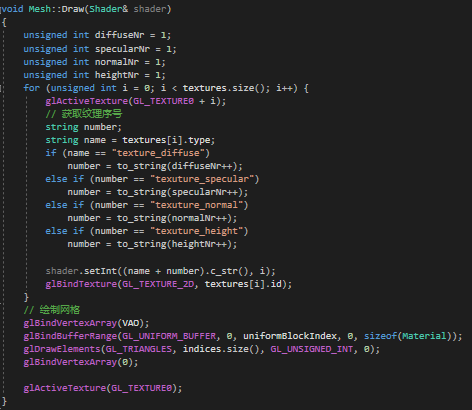 void Mesh::Draw(Shader& shader)
{
    unsigned int diffuseNr = 1;
    unsigned int specularNr = 1;
    unsigned int normalNr = 1;
    unsigned int heightNr = 1;
    for (unsigned int i = 0; i < textures.size(); i++) {
        glActiveTexture(GL_TEXTURE0 + i);
        // 获取纹理序号
        string number;
        string name = textures[i].type;
        if (name == "texture_diffuse")
            number = to_string(diffuseNr++);
        else if (number == "texuture_specular")
            number = to_string(specularNr++);
        else if (number == "texuture_normal")
            number = to_string(normalNr++);
        else if (number == "texuture_height")
            number = to_string(heightNr++);
        shader.setInt((name + number).c_str(), i);
        glBindTexture(GL_TEXTURE_2D, textures[i].id);
    }
    // 绘制网格
    glBindVertexArray(VAO);
    glBindBufferRange(GL_UNIFORM_BUFFER, 0, uniformBlockIndex, 0, sizeof(Material));
    glDrawElements(GL_TRIANGLES, indices.size(), GL_UNSIGNED_INT, 0);
    glBindVertexArray(0);
    glActiveTexture(GL_TEXTURE0);
}